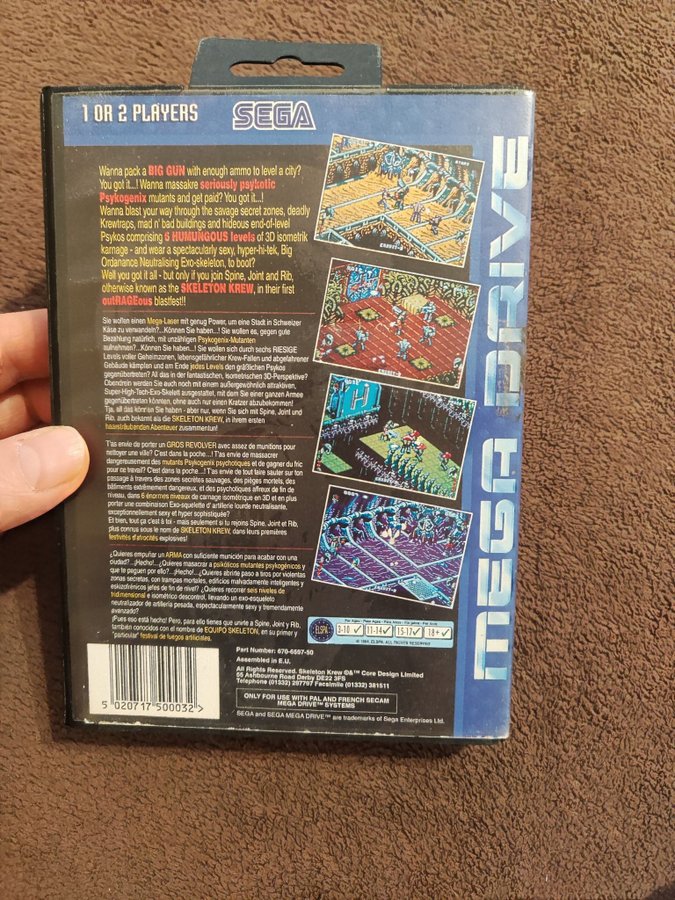 1 OR 2 PLAYERS
SEGA
MEGA DRIVE
Wanna pack a BIG GUN with enough ammo to level a city?
You got it...! Wanna massakre seriously psykotic
Psykogenix mutants and get paid? You got it...!
Wanna blast your way through the savage secret zones, deadly
Krewtraps, mad n' bad buildings and hideous end-of-level
Psykos comprising 6 HUMUNGOUS levels of 3D isometrik
karnage - and wear a spectacularly sexy, hyper-hi-tek, Big
Ordanance Neutralising Exo-skeleton, to boot?
Well you got it all - but only if you join Spine, Joint and Rib,
otherwise known as the SKELETON KREW, in their first
outRAGEous blastfest!!
Sie wollen einen Mega-Laser mit genug Power, um eine Stadt in Schweizer
Käse zu verwandeln?...Können Sie haben...! Sie wollen es, gegen gute
Bezahlung natürlich, mit unzähligen Psykogenix-Mutanten
aufnehmen?...Können Sie haben...! Sie wollen sich durch sechs RIESIGE
Levels voller Geheimzonen, lebensgefährlicher Krew-Fallen und abgefahrener
Gebäude kämpfen und am Ende jedes Levels den gräßlichen Psykos
gegenübertreten? All das in der fantastischen, isometrischen 3D-Perspektive?
Obendrein werden Sie auch noch mit einem außergewöhnlich attraktiven,
Super-High-Tech-Exo-Skelett ausgestattet, mit dem Sie einer ganzen Armee
gegenübertreten könnten, ohne auch nur einen Kratzer abzubekommen!
Tja, all das können Sie haben - aber nur, wenn Sie sich mit Spine, Joint und
Rib, auch bekannt als die SKELETON KREW, in ihrem ersten
haarsträubenden Abenteuer zusammentun!
T'as envie de porter un GROS REVOLVER avec assez de munitions pour
nettoyer une ville? C'est dans la poche...! T'as envie de massacrer
dangereusement des mutants Psykogenix psychotiques et de gagner du fric
pour ce travail? C'est dans la poche...! T'as envie de tout faire sauter sur ton
passage à travers des zones secrètes sauvages, des pièges mortels, des
bâtiments extrêmement dangereux, et des psychotiques affreux de fin de
niveau, dans 6 énormes niveaux de carnage isométrique en 3D et en plus
porter une combinaison Exo-squelettique d' artillerie lourde neutralisante,
exceptionnellement sexy et hyper sophistiquée?
Et bien, tout ça c'est à toi - mais seulement si tu rejoins Spine, Joint et Rib,
plus connus sous le nom de SKELETON KREW, dans leurs premières
festivités d'atrocités explosives!
¿Quieres empuñar un ARMA con suficiente munición para acabar con una
ciudad?...¡Hecho!...¿Quieres masacrar a psikóticos mutantes psykogénicos y
que te paguen por ello? ...¡Hecho!...¿Quieres abrirte paso a tiros por violentas
zonas secretas, con trampas mortales, edificios malvadamente inteligentes y
eskizofrénicos jefes de fin de nivel? ¿Quieres recorrer seis niveles de
tridimensional e isométrico descontrol, llevando un exo-esqueleto
neutralizador de artillería pesada, espectacularmente sexy y tremendamente
avanzado?
¡Pues eso está hecho! Pero, para ello tienes que unirte a Spine, Joint y Rib,
también conocidos con el nombre de EQUIPO SKELETON, en su primer y
"particular" festival de fuegos artificiales.
ELSPA
3-10 11-14 15-17 18+
© 1994, ELSPA. ALL RIGHTS RESERVED.
Part Number: 670-6597-50
Assembled in E.U.
All Rights Reserved. Skeleton Krew ©&™ Core Design Limited
55 Ashbourne Road Derby DE22 3FS
Telephone (01332) 297797 Facsimile (01332) 381511
ONLY FOR USE WITH PAL AND FRENCH SECAM
MEGA DRIVE™ SYSTEMS
SEGA and SEGA MEGA DRIVE™ are trademarks of Sega Enterprises Ltd.
5 020717 500032 >